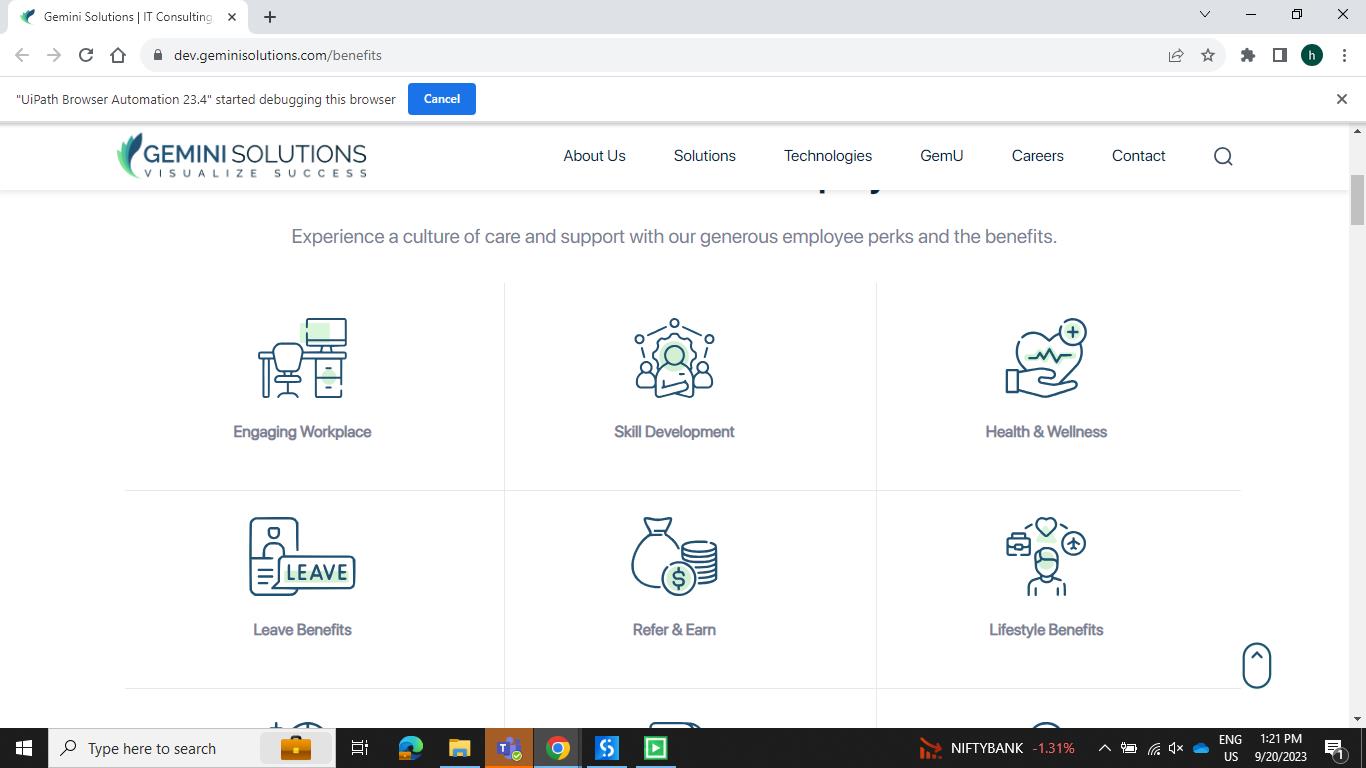 Gemini Solutions | IT Consulting
dev.geminisolutions.com/benefits
h
"UiPath Browser Automation 23.4" started debugging this browser
Cancel
GEMINI SOLUTIONS
VISUALIZE SUCCESS
About Us
Solutions
Technologies
GemU
Careers
Contact
Experience a culture of care and support with our generous employee perks and the benefits.
Engaging Workplace
Skill Development
Health & Wellness
LEAVE
$
Leave Benefits
Refer & Earn
Lifestyle Benefits
Type here to search
NIFTYBANK -1.31%
ENG
US
1:21 PM
9/20/2023
1